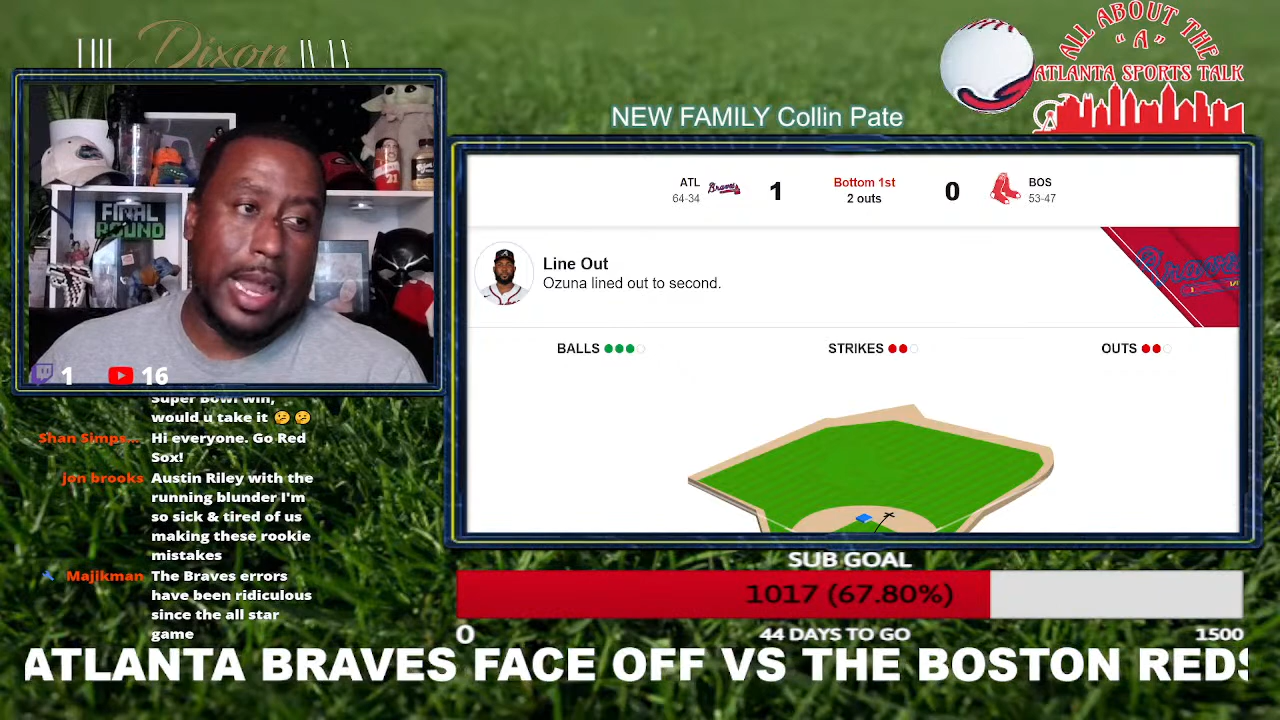 Dixon
ALL ABOUT THE
"A"
ATLANTA SPORTS TALK
NEW FAMILY Collin Pate
FINAL
ROUND
21
ATL
64-34
Braves
1
Bottom 1st
2 outs
0
BOS
53-47
Line Out
Ozuna lined out to second.
Braves
BALLS
STRIKES
OUTS
1
16
Super Bowl win,
would u take it 🤔 🤔
Shan Simps... Hi everyone. Go Red
Sox!
jon brooks Austin Riley with the
running blunder I'm
so sick & tired of us
making these rookie
mistakes
Majikman The Braves errors
have been ridiculous
since the all star
game
SUB GOAL
1017 (67.80%)
0
44 DAYS TO GO
1500
ATLANTA BRAVES FACE OFF VS THE BOSTON REDS